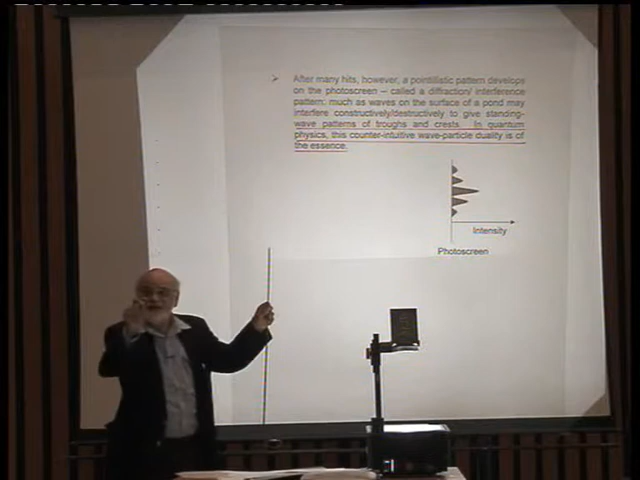 After many hits, however, a pointillistic pattern develops
on the photoscreen – called a diffraction/ interference
pattern: much as waves on the surface of a pond may
interfere constructively/destructively to give standing-
wave patterns of troughs and crests. In quantum
physics, this counter-intuitive wave-particle duality is of
the essence.
Intensity
Photoscreen